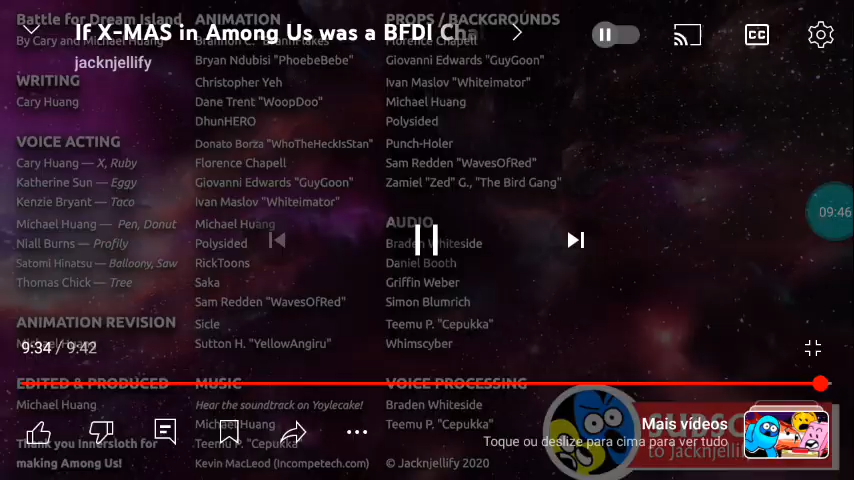 Battle for Dream Island
By Cary and Michael Huang
If X-MAS in Among Us was a BFDI Cha
jacknjellify
WRITING
Cary Huang
VOICE ACTING
Cary Huang — X, Ruby
Katherine Sun — Eggy
Kenzie Bryant — Taco
Michael Huang — Pen, Donut
Niall Burns — Profily
Satomi Hinatsu — Balloony, Saw
Thomas Chick — Tree
ANIMATION REVISION
Michael Huang
9:34 / 9:42
EDITED & PRODUCED
Michael Huang
Thank you Innersloth for
making Among Us!
ANIMATION
Bryan Ndubisi "PhoebeBebe"
Christopher Yeh
Dane Trent "WoopDoo"
DhunHERO
Donato Borza "WhoTheHeckIsStan"
Florence Chapell
Giovanni Edwards "GuyGoon"
Ivan Maslov "Whiteimator"
Michael Huang
Polysided
RickToons
Saka
Sam Redden "WavesOfRed"
Sicle
Sutton H. "YellowAngiru"
MUSIC
Hear the soundtrack on Yoylecake!
Michael Huang
Teemu P. "Cepukka"
Kevin MacLeod (Incompetech.com)
PROPS / BACKGROUNDS
Florence Chapell
Giovanni Edwards "GuyGoon"
Ivan Maslov "Whiteimator"
Michael Huang
Polysided
Punch-Holer
Sam Redden "WavesOfRed"
Zamiel "Zed" G., "The Bird Gang"
AUDIO
Braden Whiteside
Daniel Booth
Griffin Weber
Simon Blumrich
Teemu P. "Cepukka"
Whimscyber
VOICE PROCESSING
Braden Whiteside
Teemu P. "Cepukka"
© Jacknjellify 2020
CC
09:46
SUBSC
to Jacknjelli
Mais vídeos
Toque ou deslize para cima para ver tudo